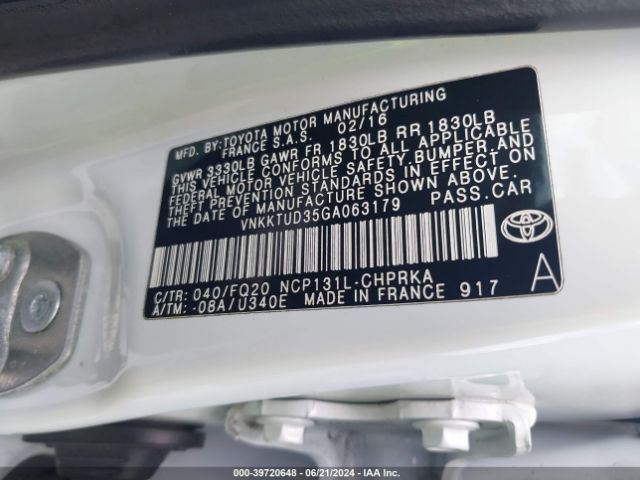 MFD. BY: TOYOTA MOTOR MANUFACTURING
FRANCE S.A.S. 02/16
GVWR 3330LB GAWR FR 1830LB RR 1830LB
THIS VEHICLE CONFORMS TO ALL APPLICABLE
FEDERAL MOTOR VEHICLE SAFETY, BUMPER, AND
THEFT PREVENTION STANDARDS IN EFFECT ON
THE DATE OF MANUFACTURE SHOWN ABOVE.
VNKKTUD35GA063179 PASS.CAR
C/TR: 040/FQ20 NCP131L-CHPRKA
A/TM: -08A/U340E MADE IN FRANCE 917
A
000-39720648 - 06/21/2024 - IAA Inc.